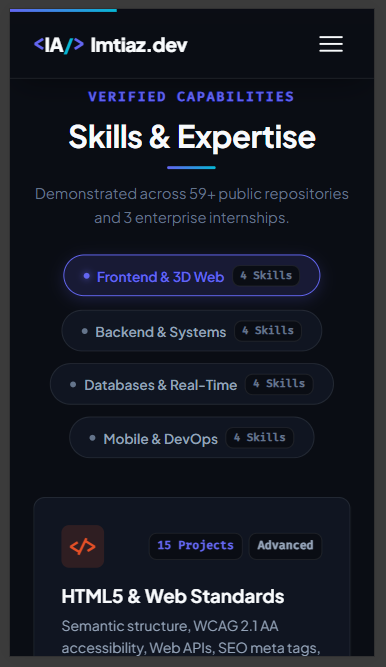 <IA/> Imtiaz.dev
VERIFIED CAPABILITIES
Skills & Expertise
Demonstrated across 59+ public repositories
and 3 enterprise internships.
Frontend & 3D Web 4 Skills
Backend & Systems 4 Skills
Databases & Real-Time 4 Skills
Mobile & DevOps 4 Skills
</> 15 Projects Advanced
HTML5 & Web Standards
Semantic structure, WCAG 2.1 AA
accessibility, Web APIs, SEO meta tags,